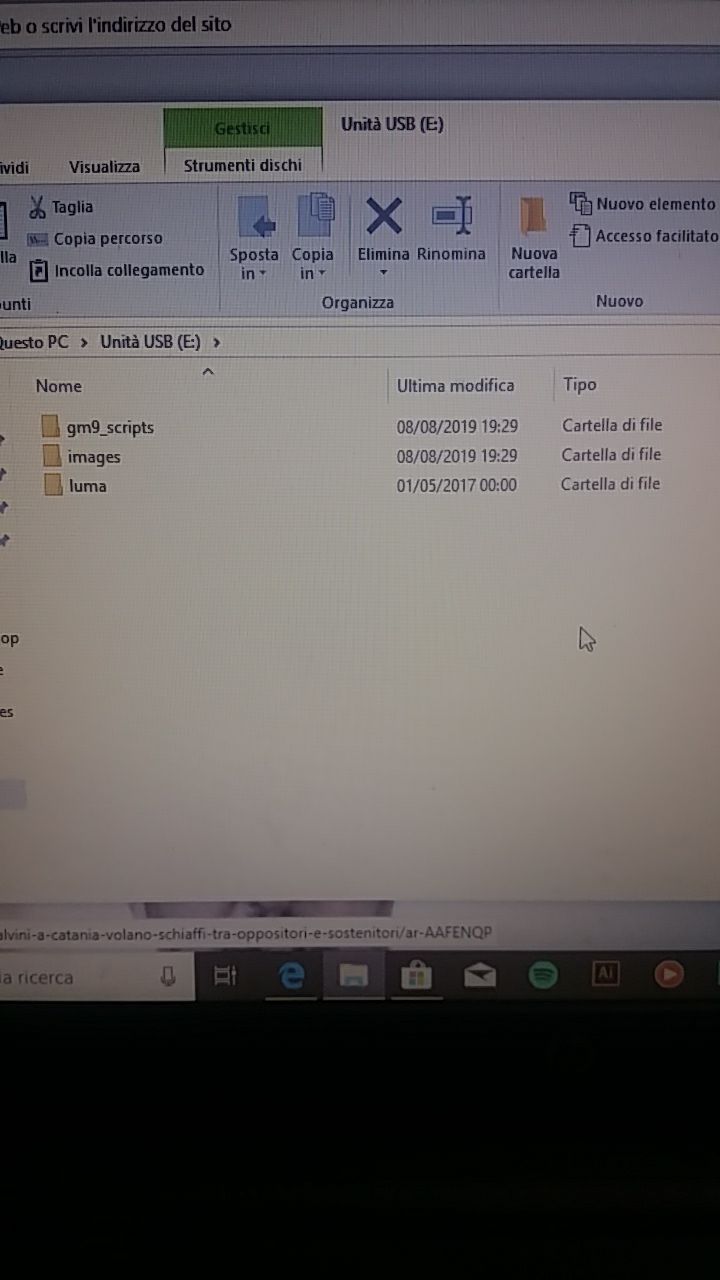 eb o scrivi l'indirizzo del sito
Gestisci Unità USB (E:)
ividi Visualizza Strumenti dischi
Taglia
Copia percorso
lla Incolla collegamento
unti
Sposta in
Copia in
Elimina
Rinomina
Organizza
Nuova cartella
Nuovo elemento
Accesso facilitato
Nuovo
Questo PC > Unità USB (E:) >
Nome Ultima modifica Tipo
gm9_scripts 08/08/2019 19:29 Cartella di file
images 08/08/2019 19:29 Cartella di file
luma 01/05/2017 00:00 Cartella di file
op
e
es
alvini-a-catania-volano-schiaffi-tra-oppositori-e-sostenitori/ar-AAFENQP
a ricerca
Ai